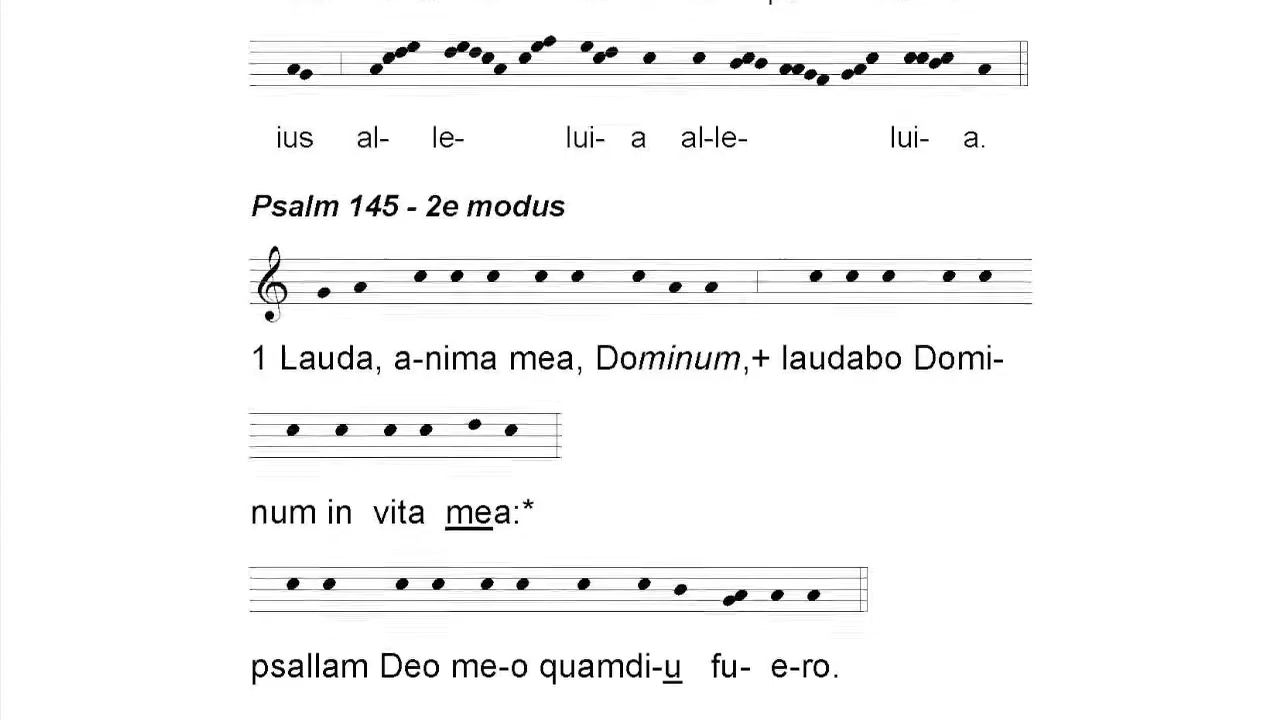 ius al- le- lui- a al-le- lui- a.
Psalm 145 - 2e modus
1 Lauda, a-nima mea, Dominum,+ laudabo Domi-
num in vita mea:*
psallam Deo me-o quamdi-u fu- e-ro.